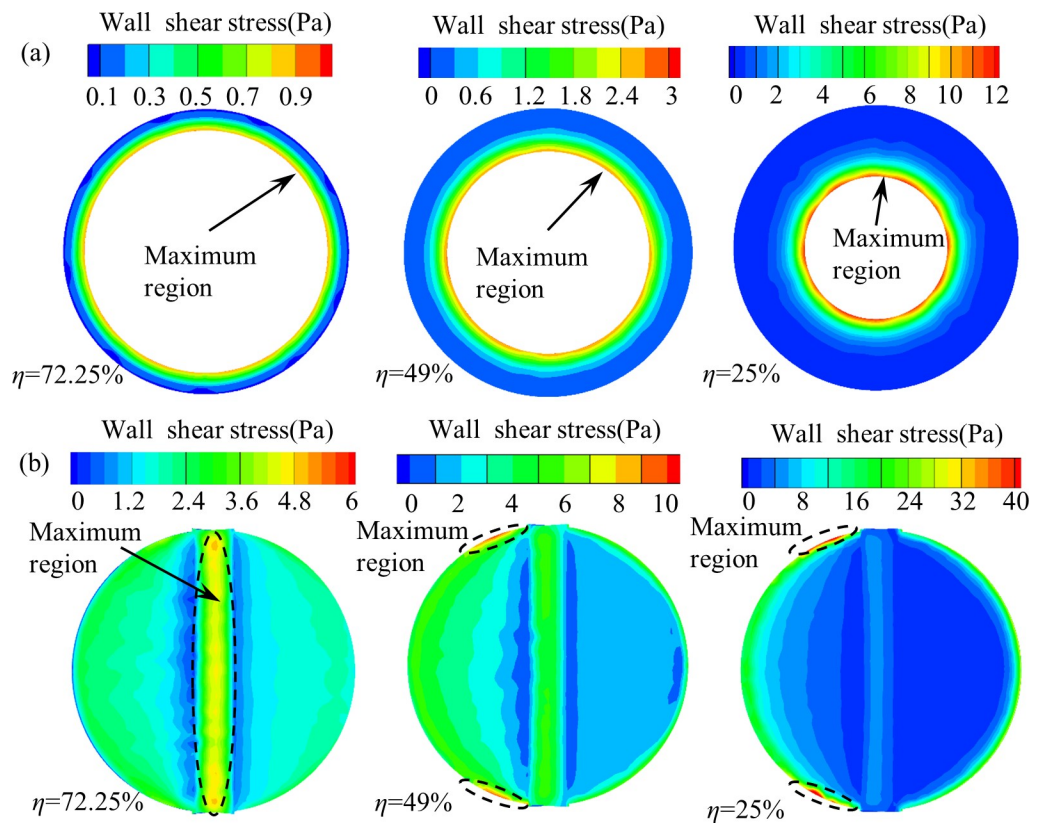 Wall shear stress(Pa) Wall shear stress(Pa) Wall shear stress(Pa)
(a)
0.1 0.3 0.5 0.7 0.9 0 0.6 1.2 1.8 2.4 3 0 2 4 6 8 10 12
Maximum
region
Maximum
region
Maximum
region
η=72.25% η=49% η=25%
Wall shear stress(Pa) Wall shear stress(Pa) Wall shear stress(Pa)
(b)
0 1.2 2.4 3.6 4.8 6 0 2 4 6 8 10 0 8 16 24 32 40
Maximum
region
Maximum
region
Maximum
region
η=72.25% η=49% η=25%